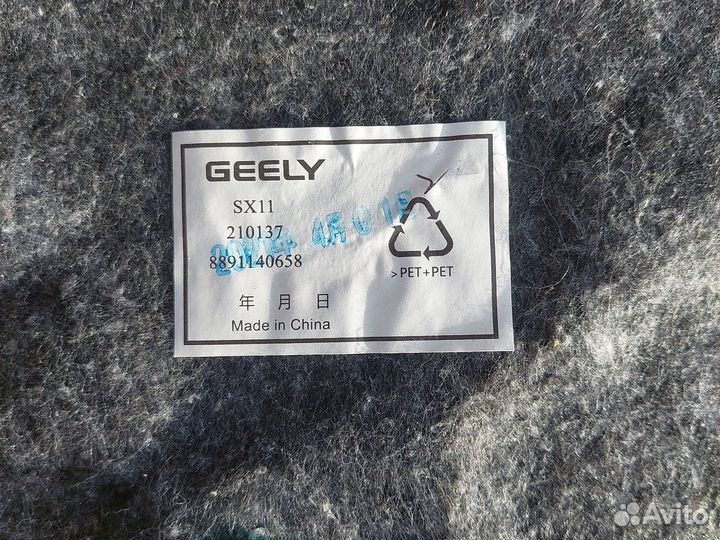 GEELY
SX11
210137
8891140658
>PET+PET
年 月 日
Made in China
Avito